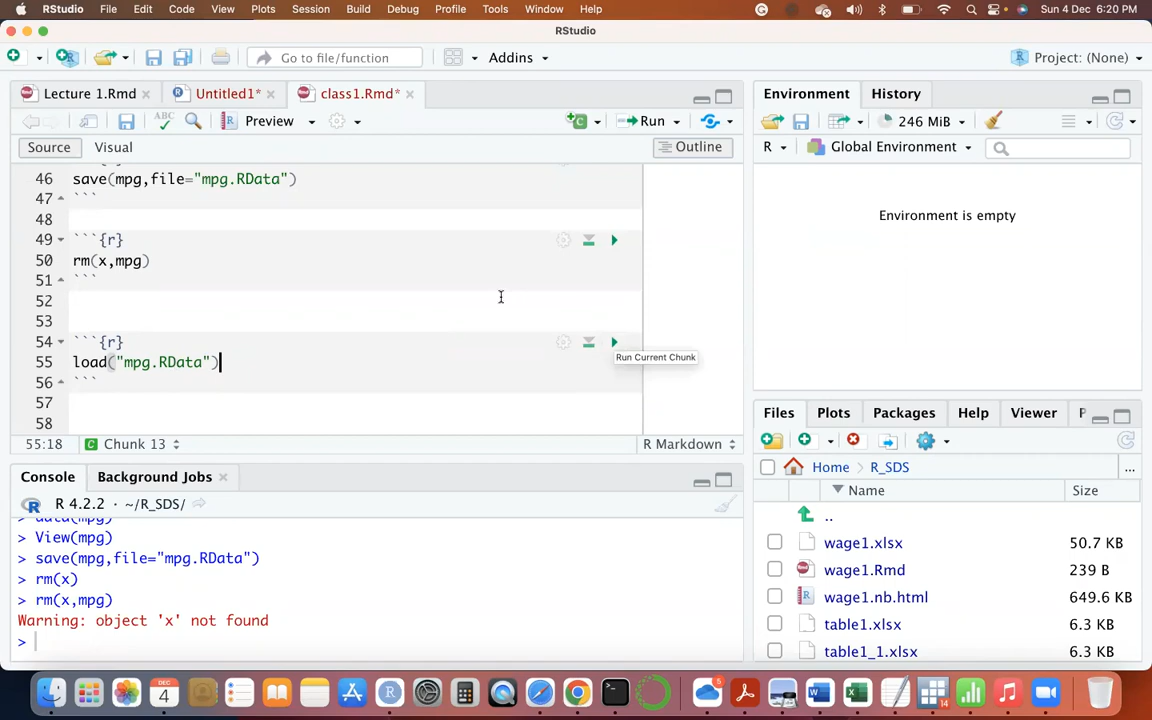 RStudio File Edit Code View Plots Session Build Debug Profile Tools Window Help Sun 4 Dec 6:20 PM
RStudio
Go to file/function Addins Project: (None)
Lecture 1.Rmd Untitled1* class1.Rmd*
Preview Run
Source Visual Outline
46 save(mpg,file="mpg.RData")
47 ```
48
49 ```{r}
50 rm(x,mpg)
51 ```
52
53
54 ```{r}
Run Current Chunk
55 load("mpg.RData")
56 ```
57
58
55:18 Chunk 13 R Markdown
Console Background Jobs
R 4.2.2 · ~/R_SDS/
> data(mpg)
> View(mpg)
> save(mpg,file="mpg.RData")
> rm(x)
> rm(x,mpg)
Warning: object 'x' not found
>
Environment History
246 MiB
R Global Environment
Environment is empty
Files Plots Packages Help Viewer P
Home R_SDS ...
Name Size
..
wage1.xlsx 50.7 KB
wage1.Rmd 239 B
wage1.nb.html 649.6 KB
table1.xlsx 6.3 KB
table1_1.xlsx 6.3 KB
DEC
4
5
14